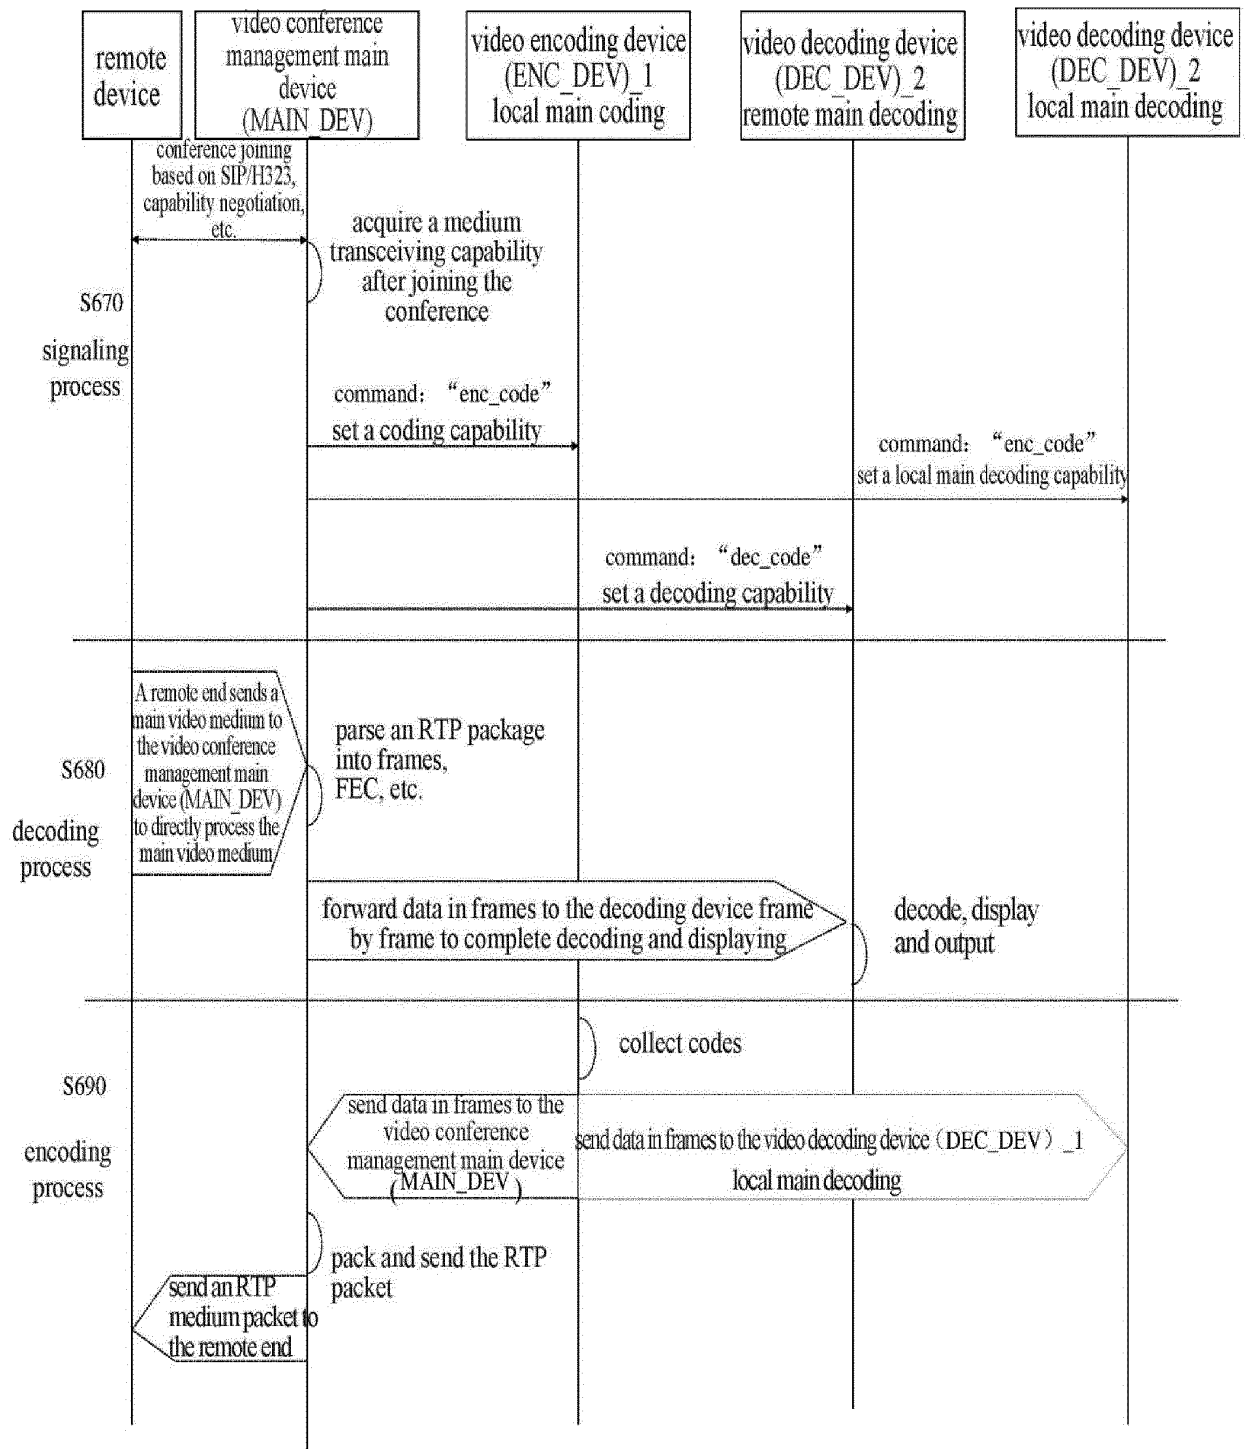 remote
device
video conference
management main
device
(MAIN_DEV)
video encoding device
(ENC_DEV)_1
local main coding
video decoding device
(DEC_DEV)_2
remote main decoding
video decoding device
(DEC_DEV)_2
local main decoding
conference joining
based on SIP/H323,
capability negotiation,
etc.
acquire a medium
transceiving capability
after joining the
conference
S670
signaling
process
command: “enc_code”
set a coding capability
command: “enc_code”
set a local main decoding capability
command: “dec_code”
set a decoding capability
A remote end sends a
main video medium to
the video conference
management main
device (MAIN_DEV)
to directly process the
main video medium
parse an RTP package
into frames,
FEC, etc.
S680
decoding
process
forward data in frames to the decoding device frame
by frame to complete decoding and displaying
decode, display
and output
collect codes
S690
encoding
process
send data in frames to the
video conference
management main device
(MAIN_DEV)
send data in frames to the video decoding device (DEC_DEV) _1
local main decoding
pack and send the RTP
packet
send an RTP
medium packet to
the remote end